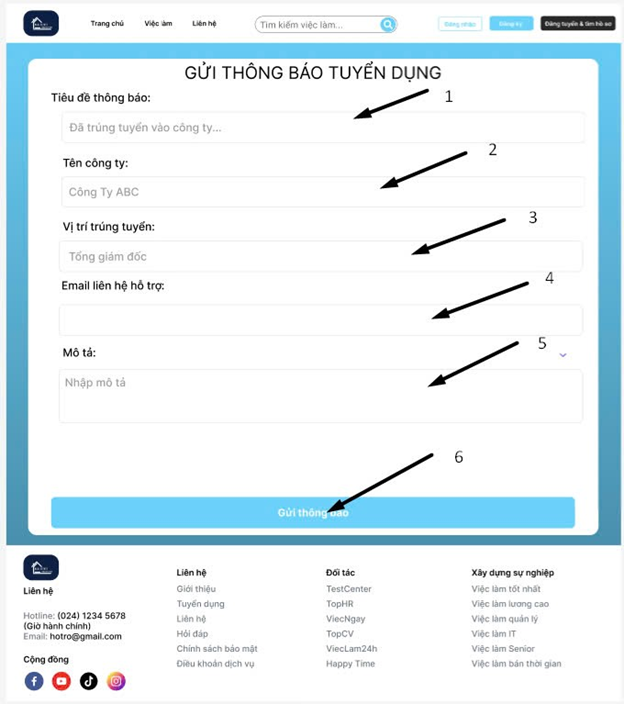 Trang chủ Việc làm Liên hệ Tìm kiếm việc làm... Đăng nhập Đăng ký Đăng tuyển & tìm hồ sơ
GỬI THÔNG BÁO TUYỂN DỤNG
Tiêu đề thông báo: 1
Đã trúng tuyển vào công ty...
Tên công ty: 2
Công Ty ABC
Vị trí trúng tuyển: 3
Tổng giám đốc
Email liên hệ hỗ trợ: 4
Mô tả: 5
Nhập mô tả
6
Gửi thông báo
Liên hệ
Hotline: (024) 1234 5678
(Giờ hành chính)
Email: hotro@gmail.com
Cộng đồng
Liên hệ
Giới thiệu
Tuyển dụng
Liên hệ
Hỏi đáp
Chính sách bảo mật
Điều khoản dịch vụ
Đối tác
TestCenter
TopHR
ViecNgay
TopCV
ViecLam24h
Happy Time
Xây dựng sự nghiệp
Việc làm tốt nhất
Việc làm lương cao
Việc làm quản lý
Việc làm IT
Việc làm Senior
Việc làm bán thời gian